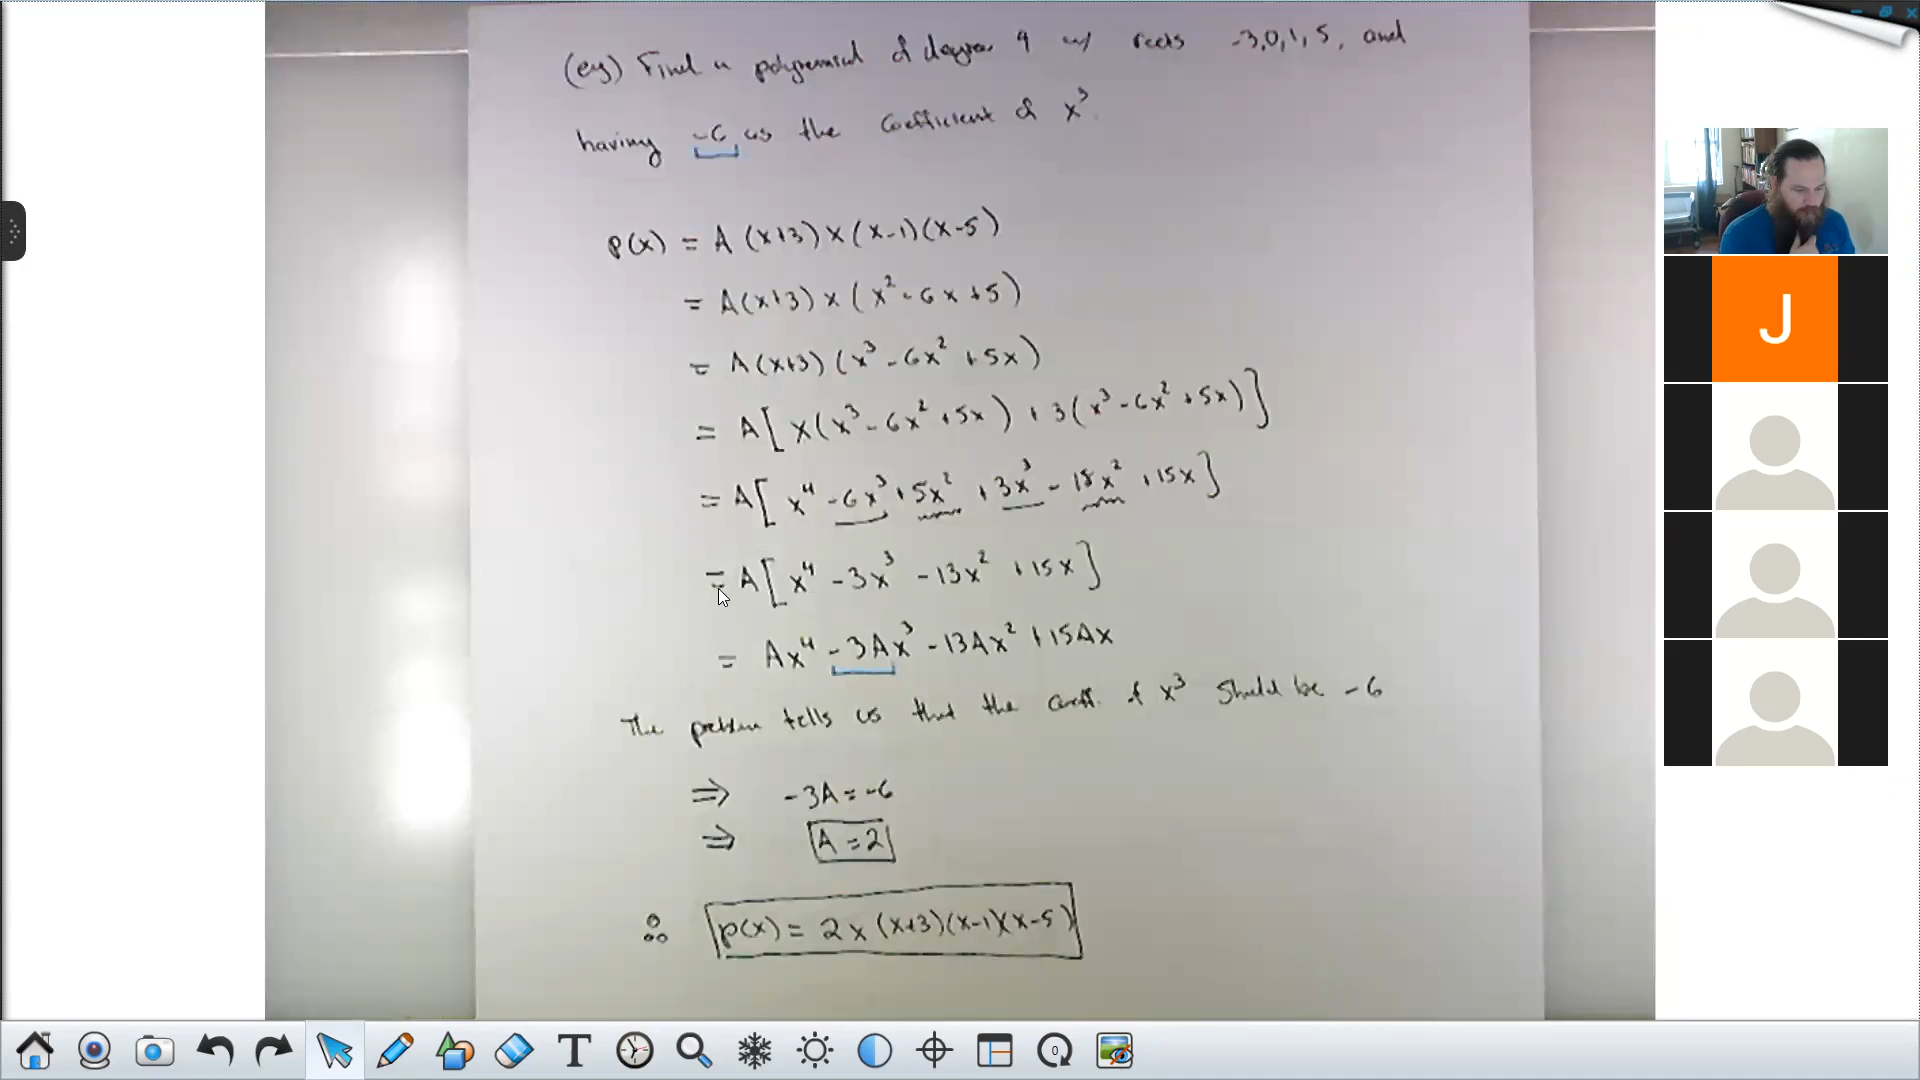 (ex) Find a polynomial of degree 4 w/ roots -3,0,1,5, and
having -6 as the coefficient of x³.
p(x) = A (x+3) x (x-1)(x-5)
= A(x+3) x (x²-6x+5)
= A(x+3) (x³-6x²+5x)
= A[x(x³-6x²+5x) + 3(x³-6x²+5x)]
= A[x⁴ -6x³+5x² +3x³ - 18x² +15x]
= A[x⁴ -3x³ -13x² +15x]
= Ax⁴ -3Ax³ -13Ax² +15Ax
The problem tells us that the coeff. of x³ should be -6
⇒ -3A=-6
⇒ A=2
∴ p(x) = 2x(x+3)(x-1)(x-5)
J
T
0